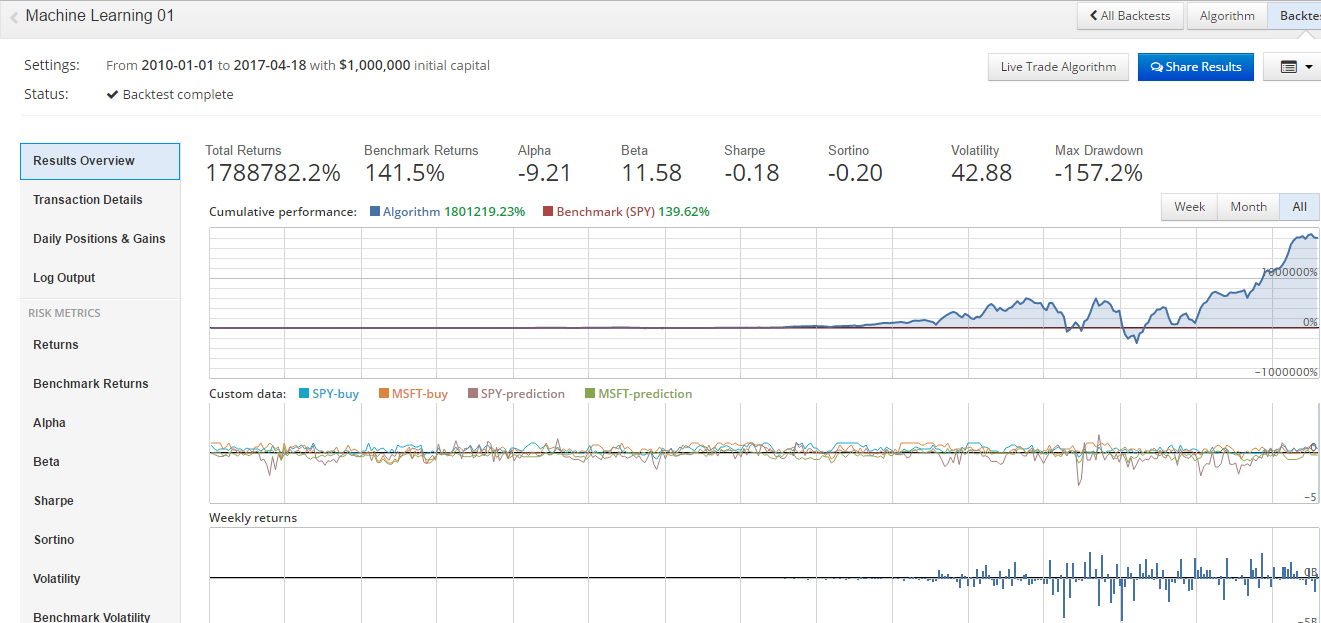 Machine Learning 01
All Backtests
Algorithm
Backtes
Settings: From 2010-01-01 to 2017-04-18 with $1,000,000 initial capital
Live Trade Algorithm
Share Results
Status: Backtest complete
Results Overview
Transaction Details
Daily Positions & Gains
Log Output
RISK METRICS
Returns
Benchmark Returns
Alpha
Beta
Sharpe
Sortino
Volatility
Benchmark Volatility
Total Returns Benchmark Returns Alpha Beta Sharpe Sortino Volatility Max Drawdown
1788782.2% 141.5% -9.21 11.58 -0.18 -0.20 42.88 -157.2%
Cumulative performance: Algorithm 1801219.23% Benchmark (SPY) 139.62%
Week Month All
1000000%
0%
-1000000%
Custom data: SPY-buy MSFT-buy SPY-prediction MSFT-prediction
0
-5
Weekly returns
0B
-5B